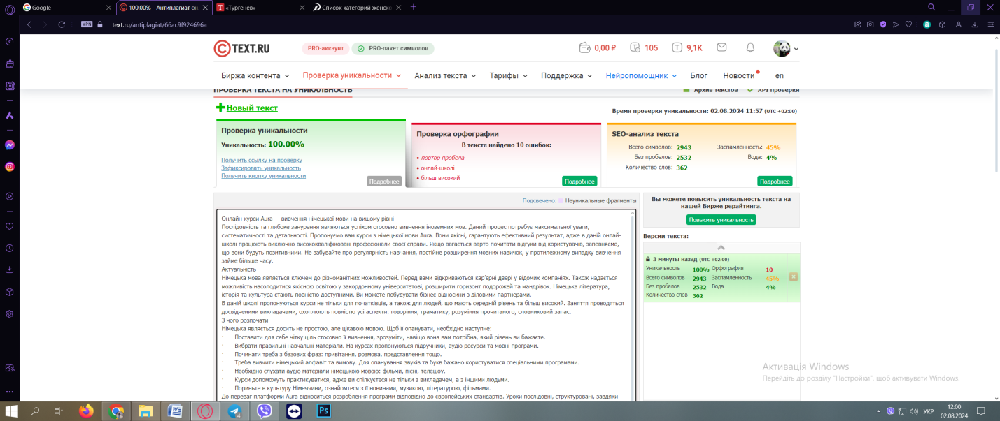 Google
100.00% - Антиплагиат он
«Тургенев»
Список категорий женско
VPN text.ru/antiplagiat/66ac9f924696a
TEXT.RU PRO-аккаунт PRO-пакет символов 0,00 ₽ 105 9,1K
Биржа контента Проверка уникальности Анализ текста Тарифы Поддержка Нейропомощник Блог Новости en
ПРОВЕРКА ТЕКСТА НА УНИКАЛЬНОСТЬ Архив текстов API проверки
Новый текст Время проверки уникальности: 02.08.2024 11:57 (UTC +02:00)
Проверка уникальности
Уникальность: 100.00%
Получить ссылку на проверку
Зафиксировать уникальность
Получить кнопку уникальности
Подробнее
Проверка орфографии
В тексте найдено 10 ошибок:
• повтор пробела
• онлай-школі
• більш високий
Подробнее
SEO-анализ текста
Всего символов: 2943 Заспамленность: 45%
Без пробелов: 2532 Вода: 4%
Количество слов: 362
Подробнее
Подсвечено: Неуникальные фрагменты
Онлайн курси Aura – вивчення німецької мови на вищому рівні
Послідовність та глибоке занурення являються успіхом стосовно вивчення іноземних мов. Даний процес потребує максимальної уваги,
систематичності та детальності. Пропонуємо вам курси з німецької мови Aura. Вони якісні, гарантують ефективний результат, адже в даній онлай-
школі працюють виключно висококваліфіковані професіонали своєї справи. Якщо вагається варто почитати відгуки від користувачів, запевняємо,
що вони будуть позитивними. Не забувайте про регулярність навчання, постійне розширення мовних навичок, у протилежному випадку вивчення
займе більше часу.
Актуальність
Німецька мова являється ключем до різноманітних можливостей. Перед вами відкриваються кар’єрні двері у відомих компаніях. Також надається
можливість насолодитися якісною освітою у закордонному університетові, розширити горизонт подорожей та мандрівок. Німецька література,
історія та культура стають повністю доступними. Ви можете побудувати бізнес-відносини з діловими партнерами.
В даній школі пропонуються курси не тільки для початківців, а також для людей, що мають середній рівень та більш високий. Заняття проводяться
досвідченими викладачами, охоплюють повністю усі аспекти: говоріння, граматику, розуміння прочитаного, словниковий запас.
З чого розпочати
Німецька являється досить не простою, але цікавою мовою. Щоб її опанувати, необхідно наступне:
· Поставити для себе чітку ціль стосовно її вивчення, зрозуміти, навіщо вона вам потрібна, який рівень ви бажаєте.
· Вибрати правильні навчальні матеріали. На курсах пропонуються підручники, аудіо ресурси та мовні програми.
· Починати треба з базових фраз: привітання, розмова, представлення тощо.
· Треба вивчити німецький алфавіт та вимову. Для опанування звуків та букв бажано користуватися спеціальними програмами.
· Необхідно слухати аудіо матеріали німецькою мовою: фільми, пісні, телешоу.
· Курси допоможуть практикуватися, адже ви спілкуєтеся не тільки з викладачем, а з іншими людьми.
· Пориньте в культуру Німеччини, ознайомтеся з її новинами, музикою, літературою, фільмами.
До переваг платформи Aura відноситься розроблення програми відповідно до європейських стандартів. Уроки послідовні, структуровані, завдяки
Вы можете повысить уникальность текста на
нашей Бирже рерайтинга.
Повысить уникальность
Версии текста:
3 минуты назад (UTC +02:00)
Уникальность 100% Орфография 10
Всего символов 2943 Заспамленность 45%
Без пробелов 2532 Вода 4%
Количество слов 362
Активація Windows
Перейдіть до розділу "Настройки", щоб активувати Windows.
4 Ps УКР 12:00
02.08.2024